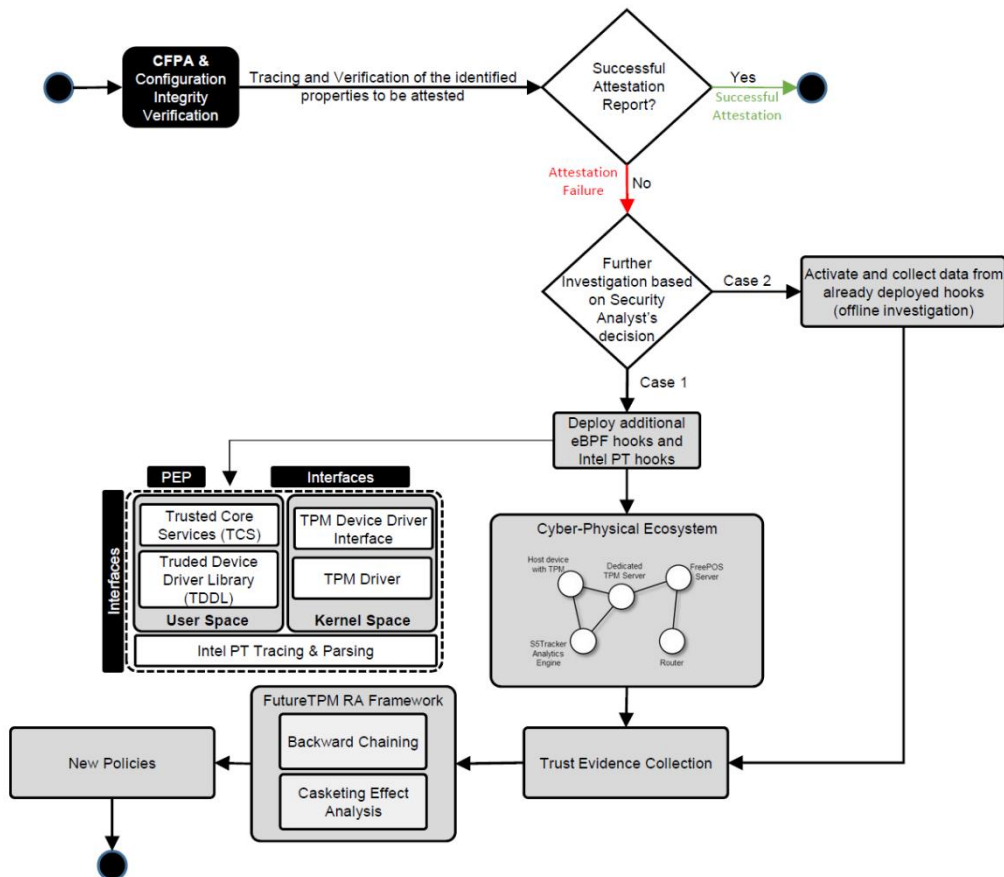 CFPA &
Configuration
Integrity
Verification
Tracing and Verification of the identified
properties to be attested
Successful
Attestation
Report?
Yes
Successful
Attestation
Attestation
Failure
No
Further
Investigation based
on Security
Analyst's
decision
Case 2
Activate and collect data from
already deployed hooks
(offline investigation)
Case 1
Deploy additional
eBPF hooks and
Intel PT hooks
PEP
Interfaces
Interfaces
Trusted Core
Services (TCS)
Truded Device
Driver Library
(TDDL)
User Space
TPM Device Driver
Interface
TPM Driver
Kernel Space
Intel PT Tracing & Parsing
Cyber-Physical Ecosystem
Host device
with TPM
Dedicated
TPM Server
FreePOS
Server
S5Tracker
Analytics
Engine
Router
FutureTPM RA Framework
Backward Chaining
Casketing Effect
Analysis
Trust Evidence Collection
New Policies